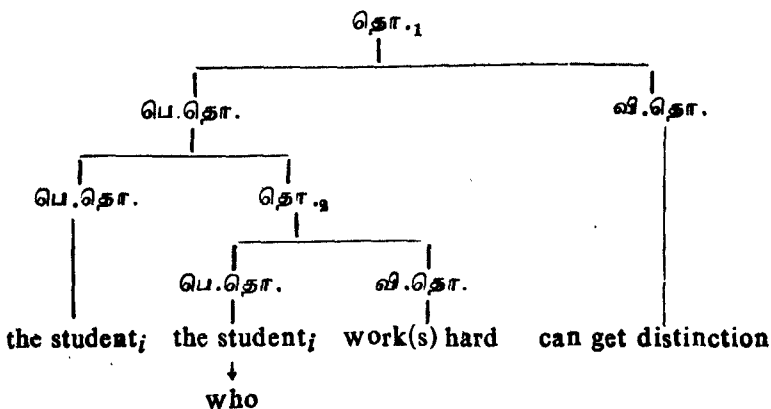 தொ.₁
பெ.தொ. வி.தொ.
பெ.தொ. தொ.₂
பெ.தொ. வி.தொ.
the studentᵢ the studentᵢ work(s) hard can get distinction
who